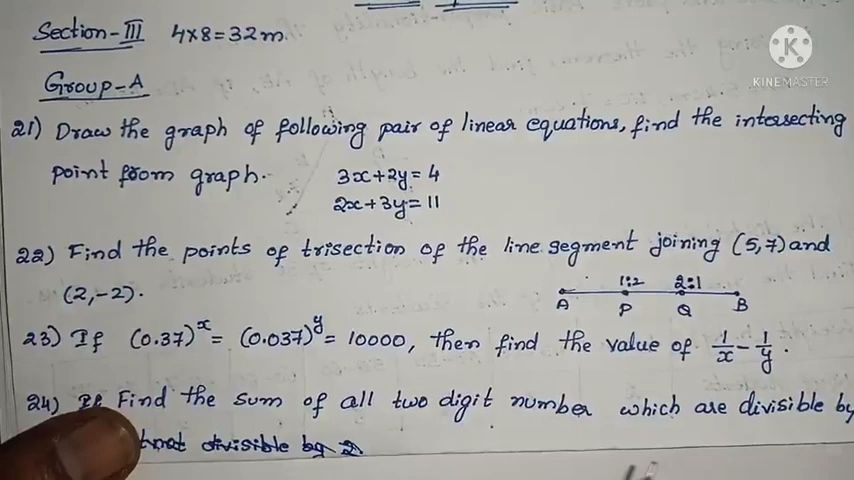 Section-III 4×8=32m
KINEMASTER
Group-A
21) Draw the graph of following pair of linear equations, find the intersecting
point from graph.
3x+2y=4
2x+3y=11
22) Find the points of trisection of the line segment joining (5,7) and
(2,-2).
1:2 2:1
A P Q B
23) If (0.37)^x = (0.037)^y = 10000, then find the value of 1/x - 1/y.
24) Find the sum of all two digit number which are divisible by
not divisible by 2